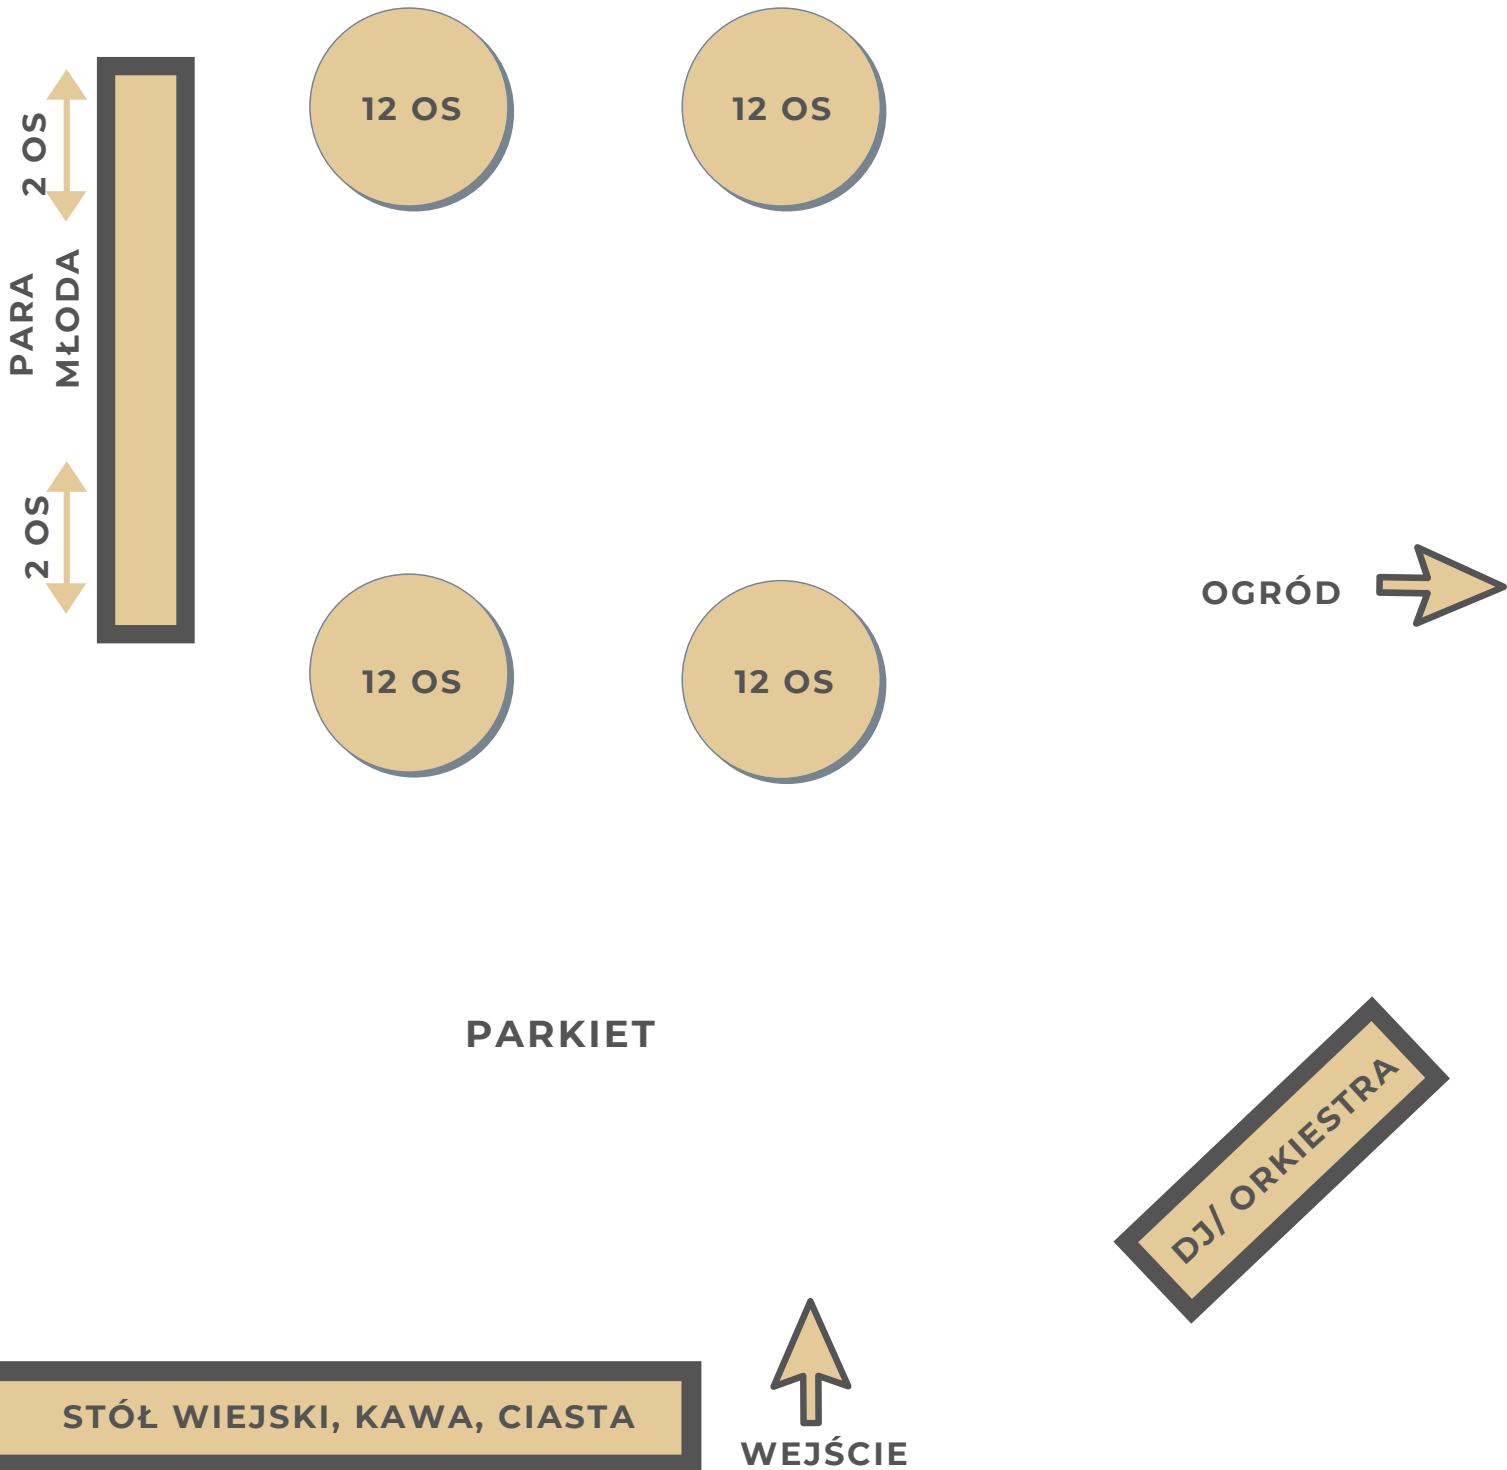 12 OS
12 OS
2 OS
PARA
MŁODA
2 OS
OGRÓD
12 OS
12 OS
PARKIET
DJ/ ORKIESTRA
STÓŁ WIEJSKI, KAWA, CIASTA
WEJŚCIE